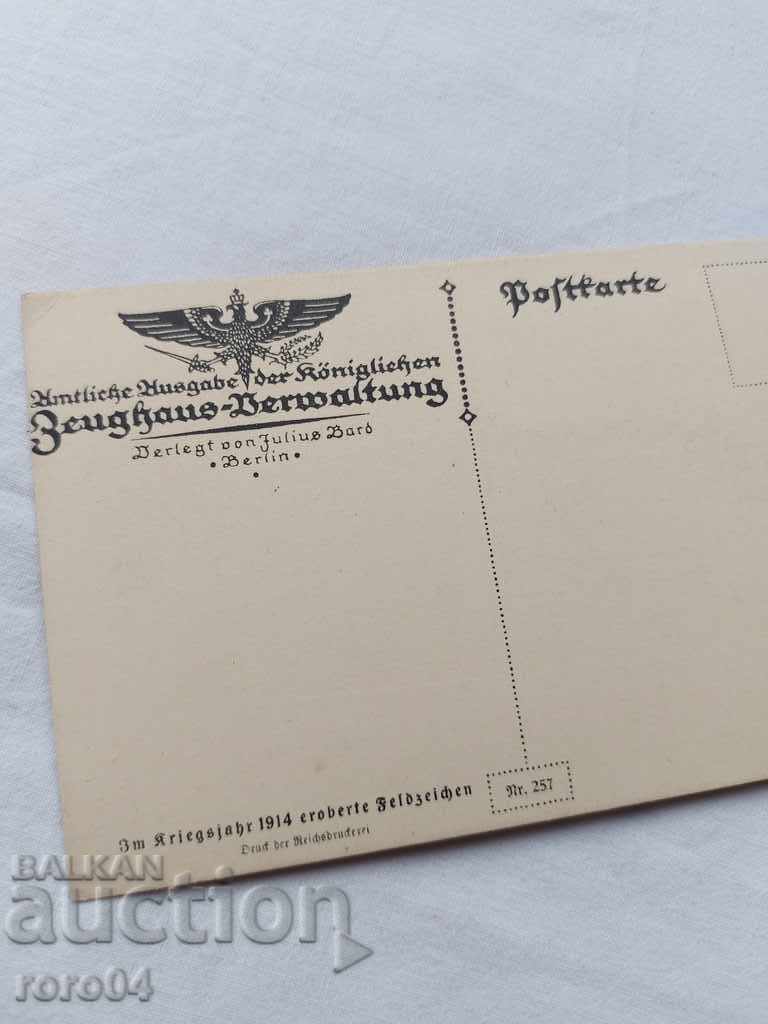 Amtliche Ausgabe der Königlichen
Zeughaus-Verwaltung
Verlegt von Julius Bard
• Berlin •
Postkarte
Im Kriegsjahr 1914 eroberte Feldzeichen
Druck der Reichsdruckerei
Nr. 257
BALKAN
auction
roro04